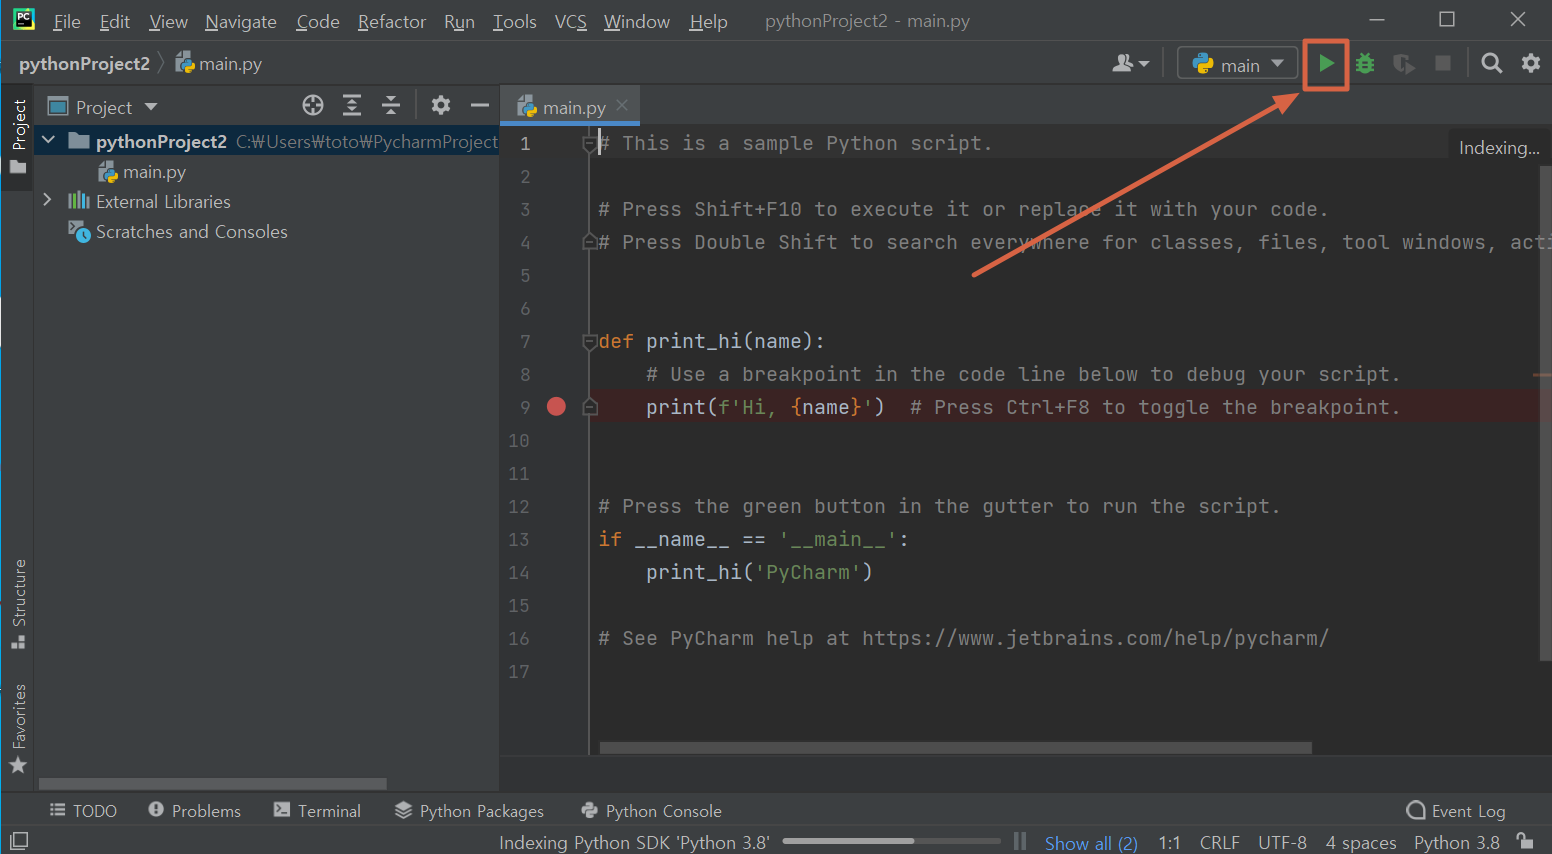 PC File Edit View Navigate Code Refactor Run Tools VCS Window Help pythonProject2 - main.py
pythonProject2 main.py main
Project
Project
main.py
pythonProject2 C:₩Users₩toto₩PycharmProject
main.py
External Libraries
Scratches and Consoles
Structure
Favorites
1 # This is a sample Python script.
Indexing...
2
3 # Press Shift+F10 to execute it or replace it with your code.
4 # Press Double Shift to search everywhere for classes, files, tool windows, acti
5
6
7 def print_hi(name):
8 # Use a breakpoint in the code line below to debug your script.
9 print(f'Hi, {name}') # Press Ctrl+F8 to toggle the breakpoint.
10
11
12 # Press the green button in the gutter to run the script.
13 if __name__ == '__main__':
14 print_hi('PyCharm')
15
16 # See PyCharm help at https://www.jetbrains.com/help/pycharm/
17
TODO Problems Terminal Python Packages Python Console Event Log
Indexing Python SDK 'Python 3.8' Show all (2) 1:1 CRLF UTF-8 4 spaces Python 3.8